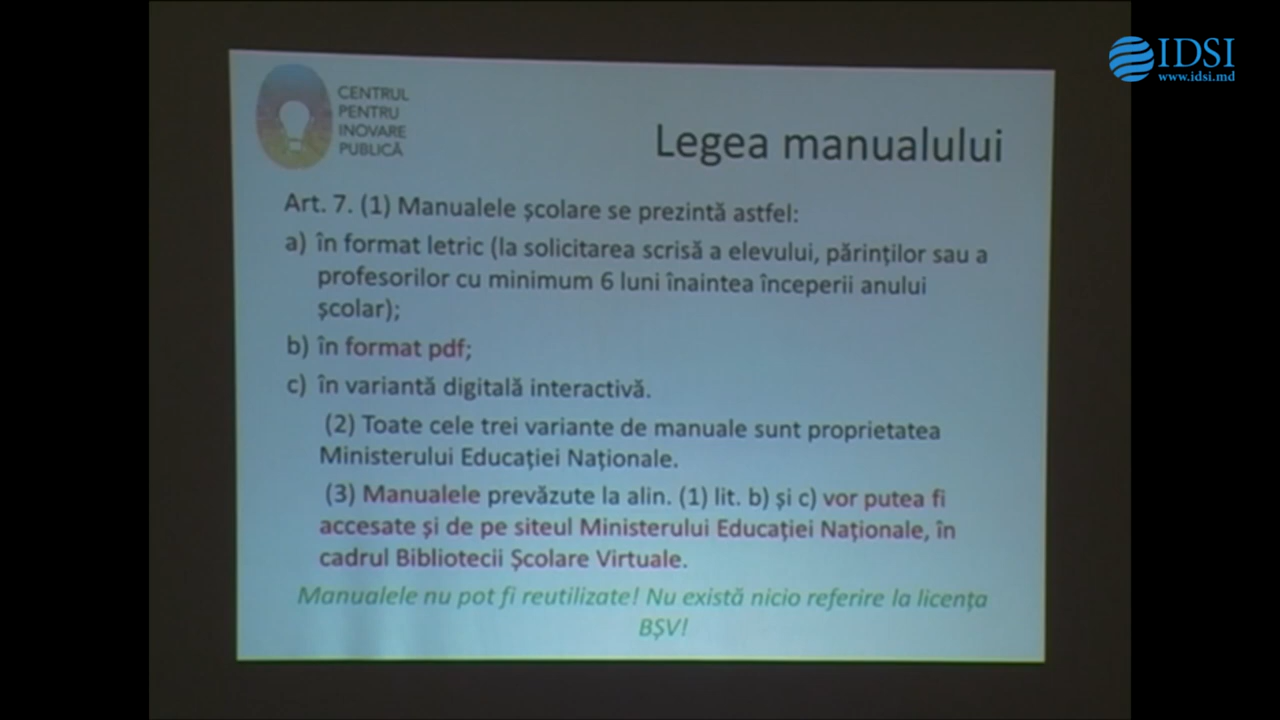 IDSI
www.idsi.md
CENTRUL
PENTRU
INOVARE
PUBLICĂ
Legea manualului
Art. 7. (1) Manualele școlare se prezintă astfel:
a) în format letric (la solicitarea scrisă a elevului, părinților sau a
profesorilor cu minimum 6 luni înaintea începerii anului
școlar);
b) în format pdf;
c) în variantă digitală interactivă.
(2) Toate cele trei variante de manuale sunt proprietatea
Ministerului Educației Naționale.
(3) Manualele prevăzute la alin. (1) lit. b) și c) vor putea fi
accesate și de pe siteul Ministerului Educației Naționale, în
cadrul Bibliotecii Școlare Virtuale.
Manualele nu pot fi reutilizate! Nu există nicio referire la licența
BȘV!